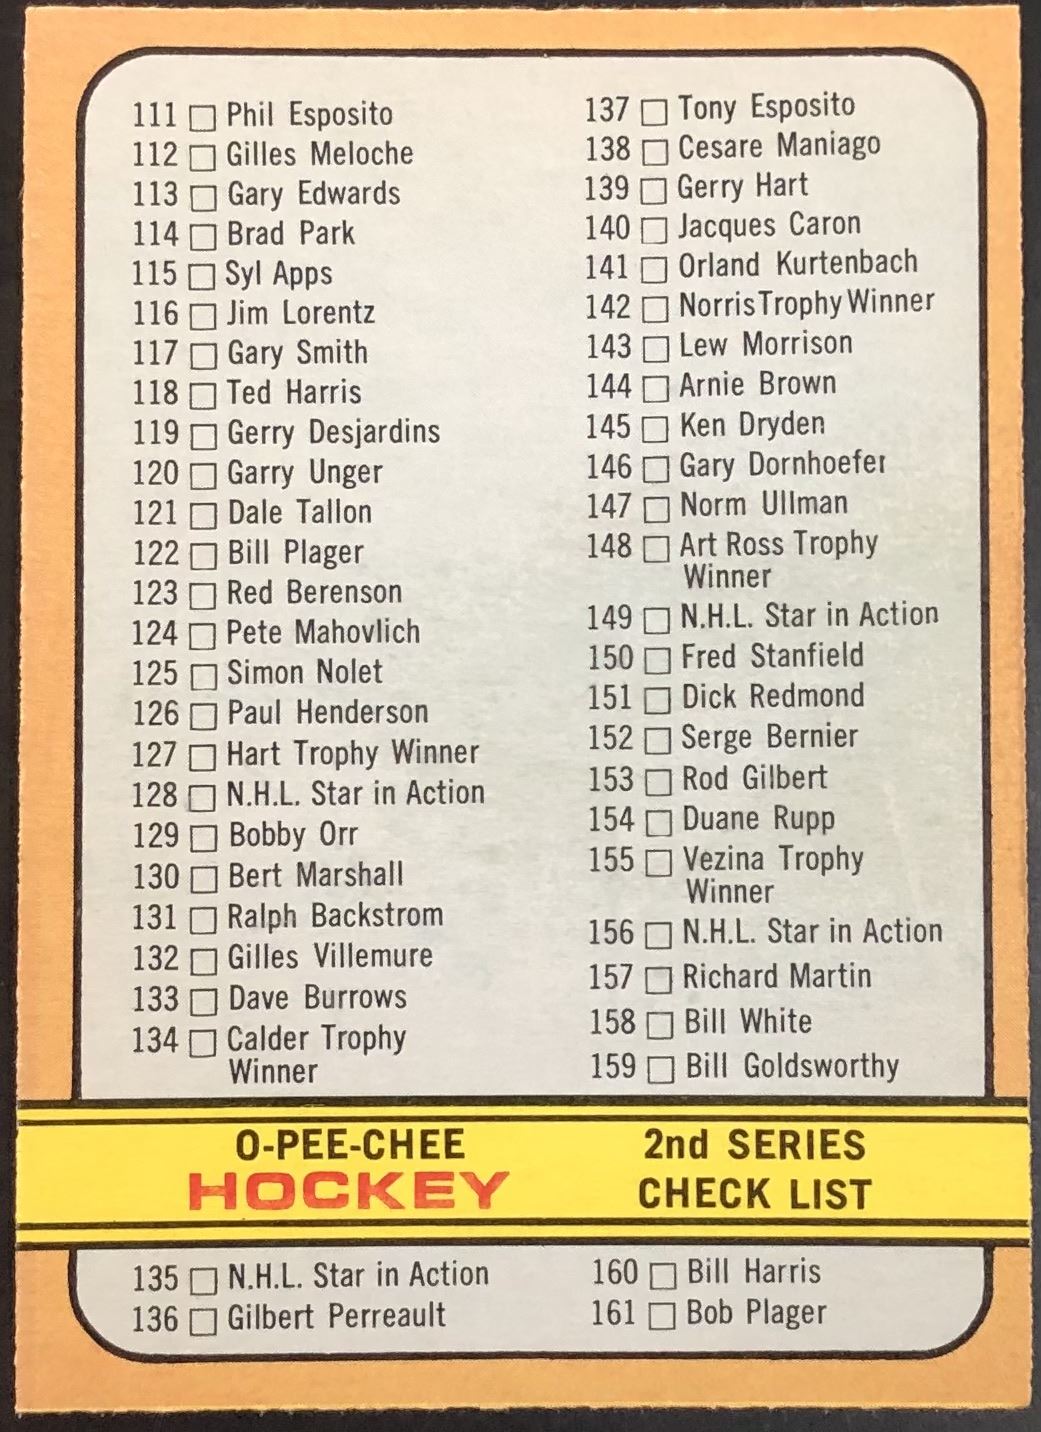 111 Phil Esposito
112 Gilles Meloche
113 Gary Edwards
114 Brad Park
115 Syl Apps
116 Jim Lorentz
117 Gary Smith
118 Ted Harris
119 Gerry Desjardins
120 Garry Unger
121 Dale Tallon
122 Bill Plager
123 Red Berenson
124 Pete Mahovlich
125 Simon Nolet
126 Paul Henderson
127 Hart Trophy Winner
128 N.H.L. Star in Action
129 Bobby Orr
130 Bert Marshall
131 Ralph Backstrom
132 Gilles Villemure
133 Dave Burrows
134 Calder Trophy
Winner
137 Tony Esposito
138 Cesare Maniago
139 Gerry Hart
140 Jacques Caron
141 Orland Kurtenbach
142 Norris Trophy Winner
143 Lew Morrison
144 Arnie Brown
145 Ken Dryden
146 Gary Dornhoefer
147 Norm Ullman
148 Art Ross Trophy
Winner
149 N.H.L. Star in Action
150 Fred Stanfield
151 Dick Redmond
152 Serge Bernier
153 Rod Gilbert
154 Duane Rupp
155 Vezina Trophy
Winner
156 N.H.L. Star in Action
157 Richard Martin
158 Bill White
159 Bill Goldsworthy
O-PEE-CHEE
HOCKEY
2nd SERIES
CHECK LIST
135 N.H.L. Star in Action
136 Gilbert Perreault
160 Bill Harris
161 Bob Plager